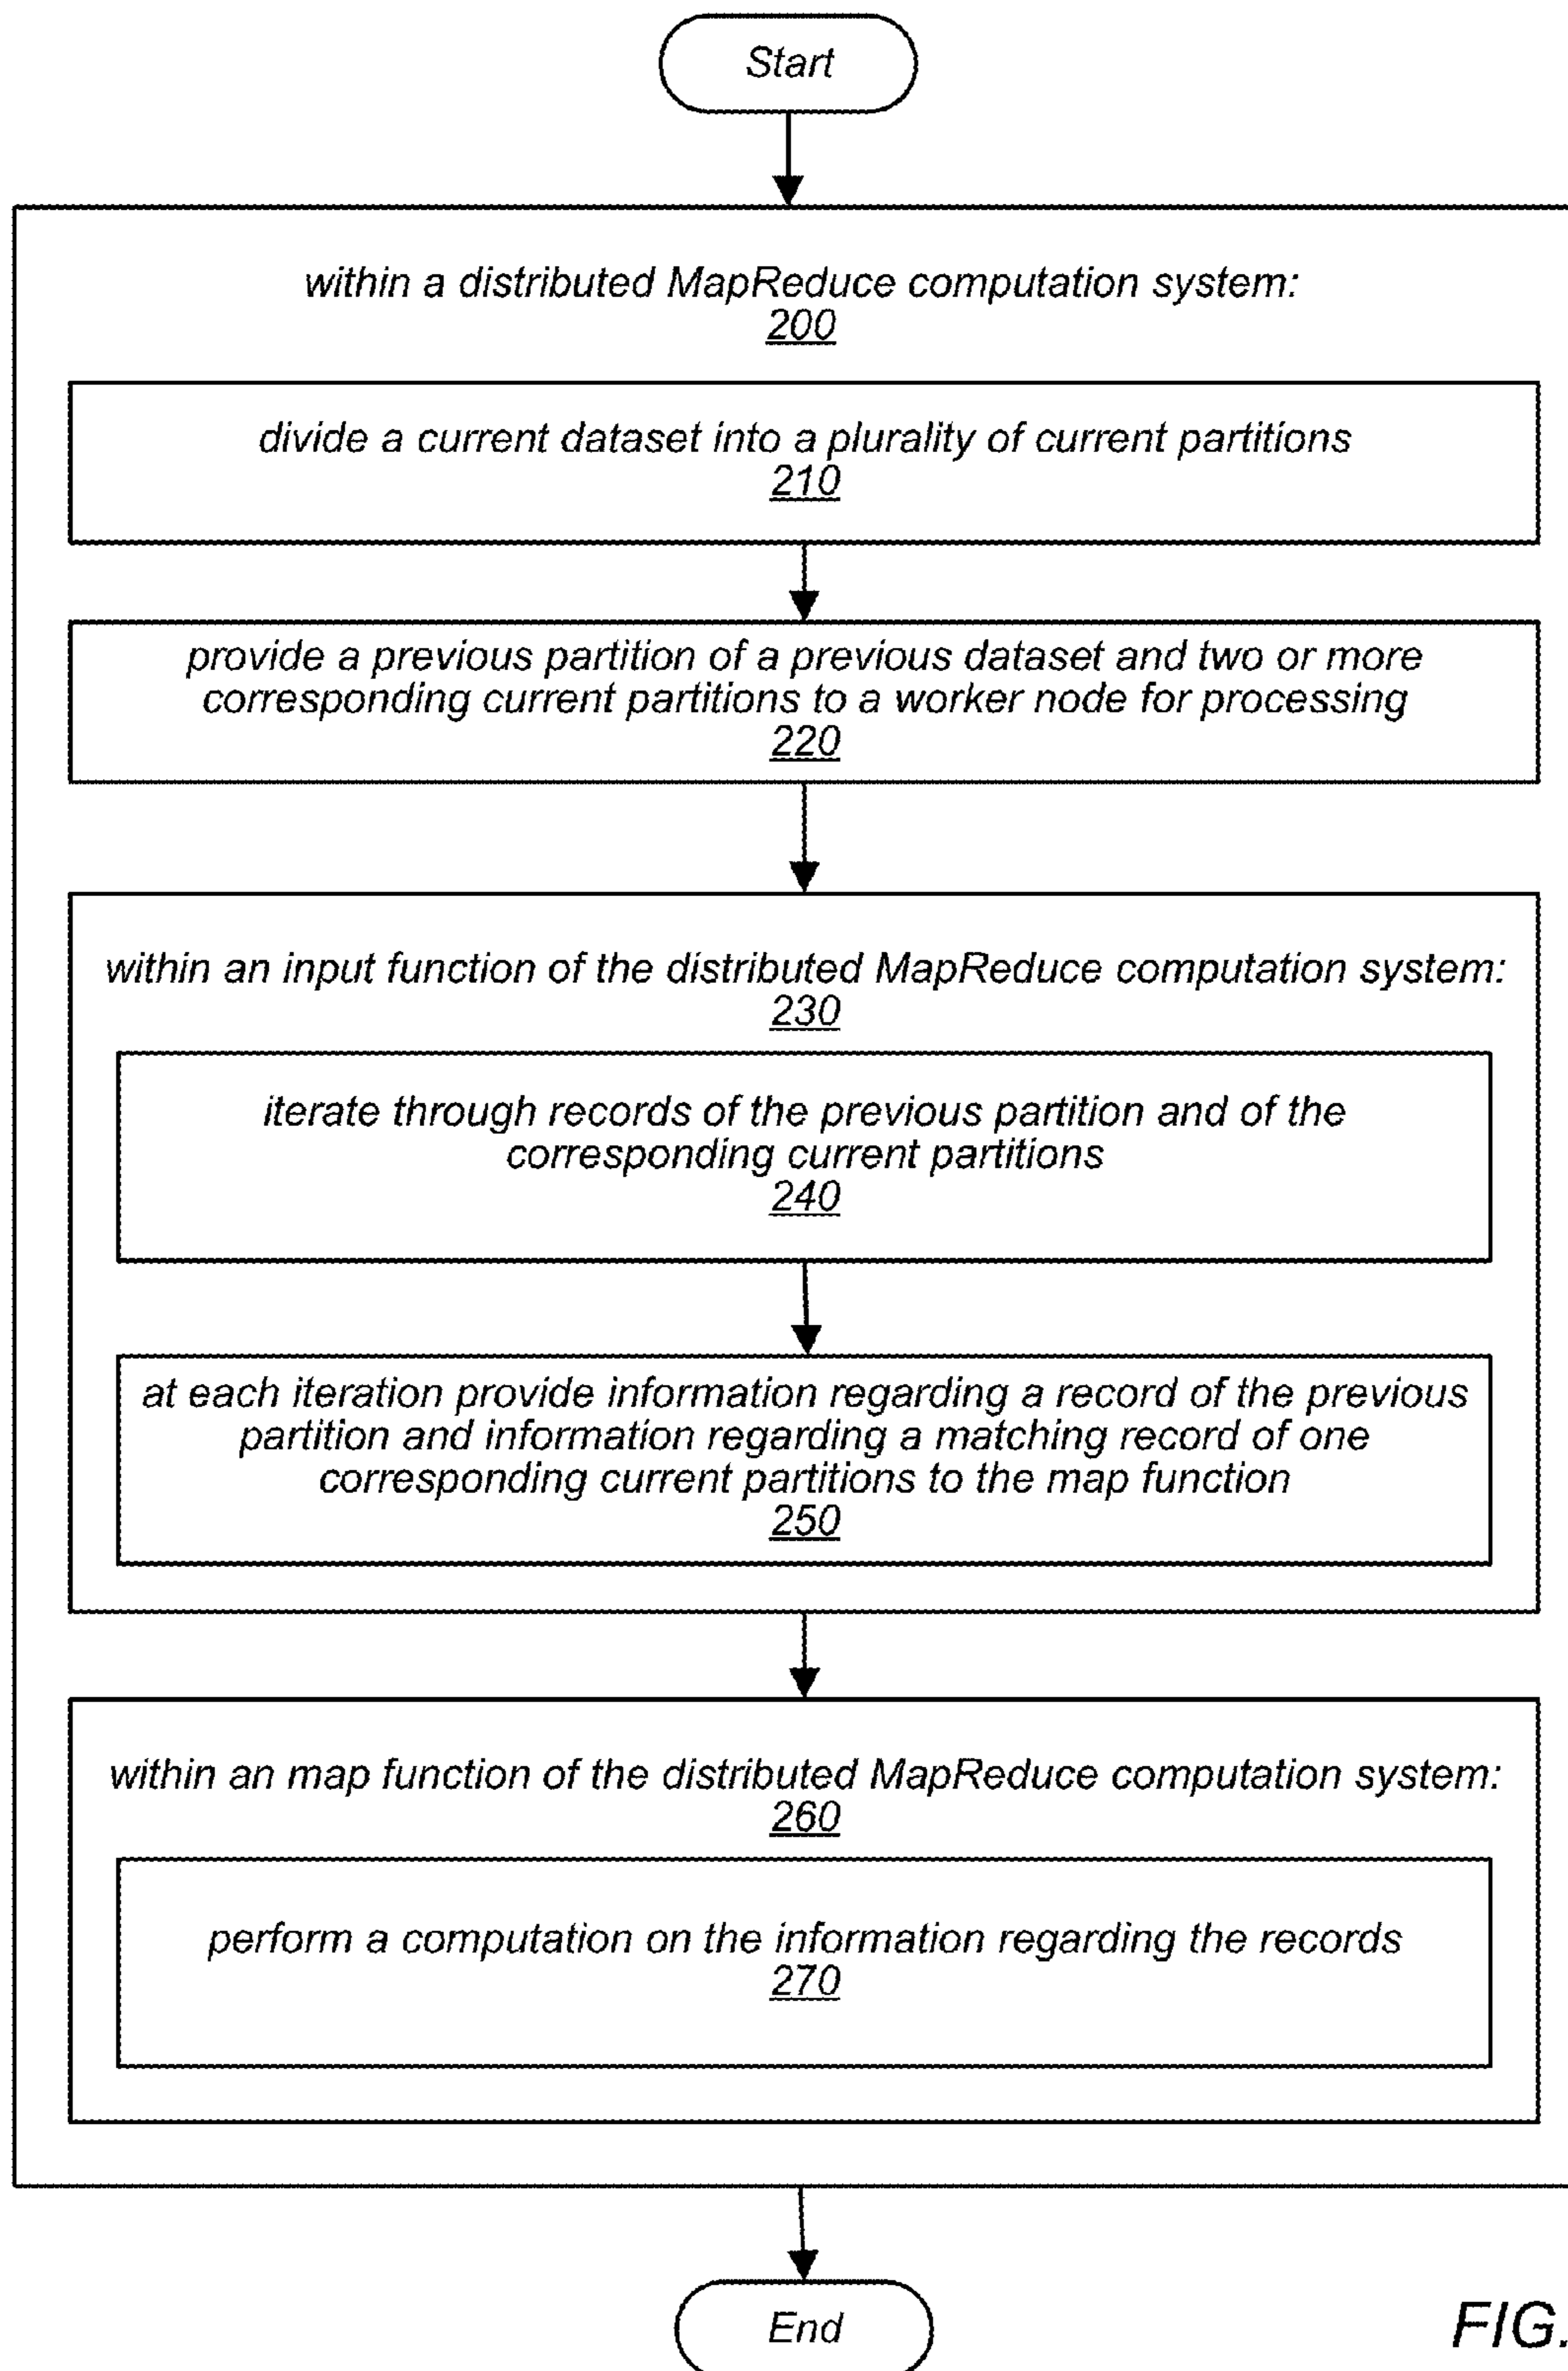 Start
within a distributed MapReduce computation system:
200
divide a current dataset into a plurality of current partitions
210
provide a previous partition of a previous dataset and two or more
corresponding current partitions to a worker node for processing
220
within an input function of the distributed MapReduce computation system:
230
iterate through records of the previous partition and of the
corresponding current partitions
240
at each iteration provide information regarding a record of the previous
partition and information regarding a matching record of one
corresponding current partitions to the map function
250
within an map function of the distributed MapReduce computation system:
260
perform a computation on the information regarding the records
270
End
FIG.